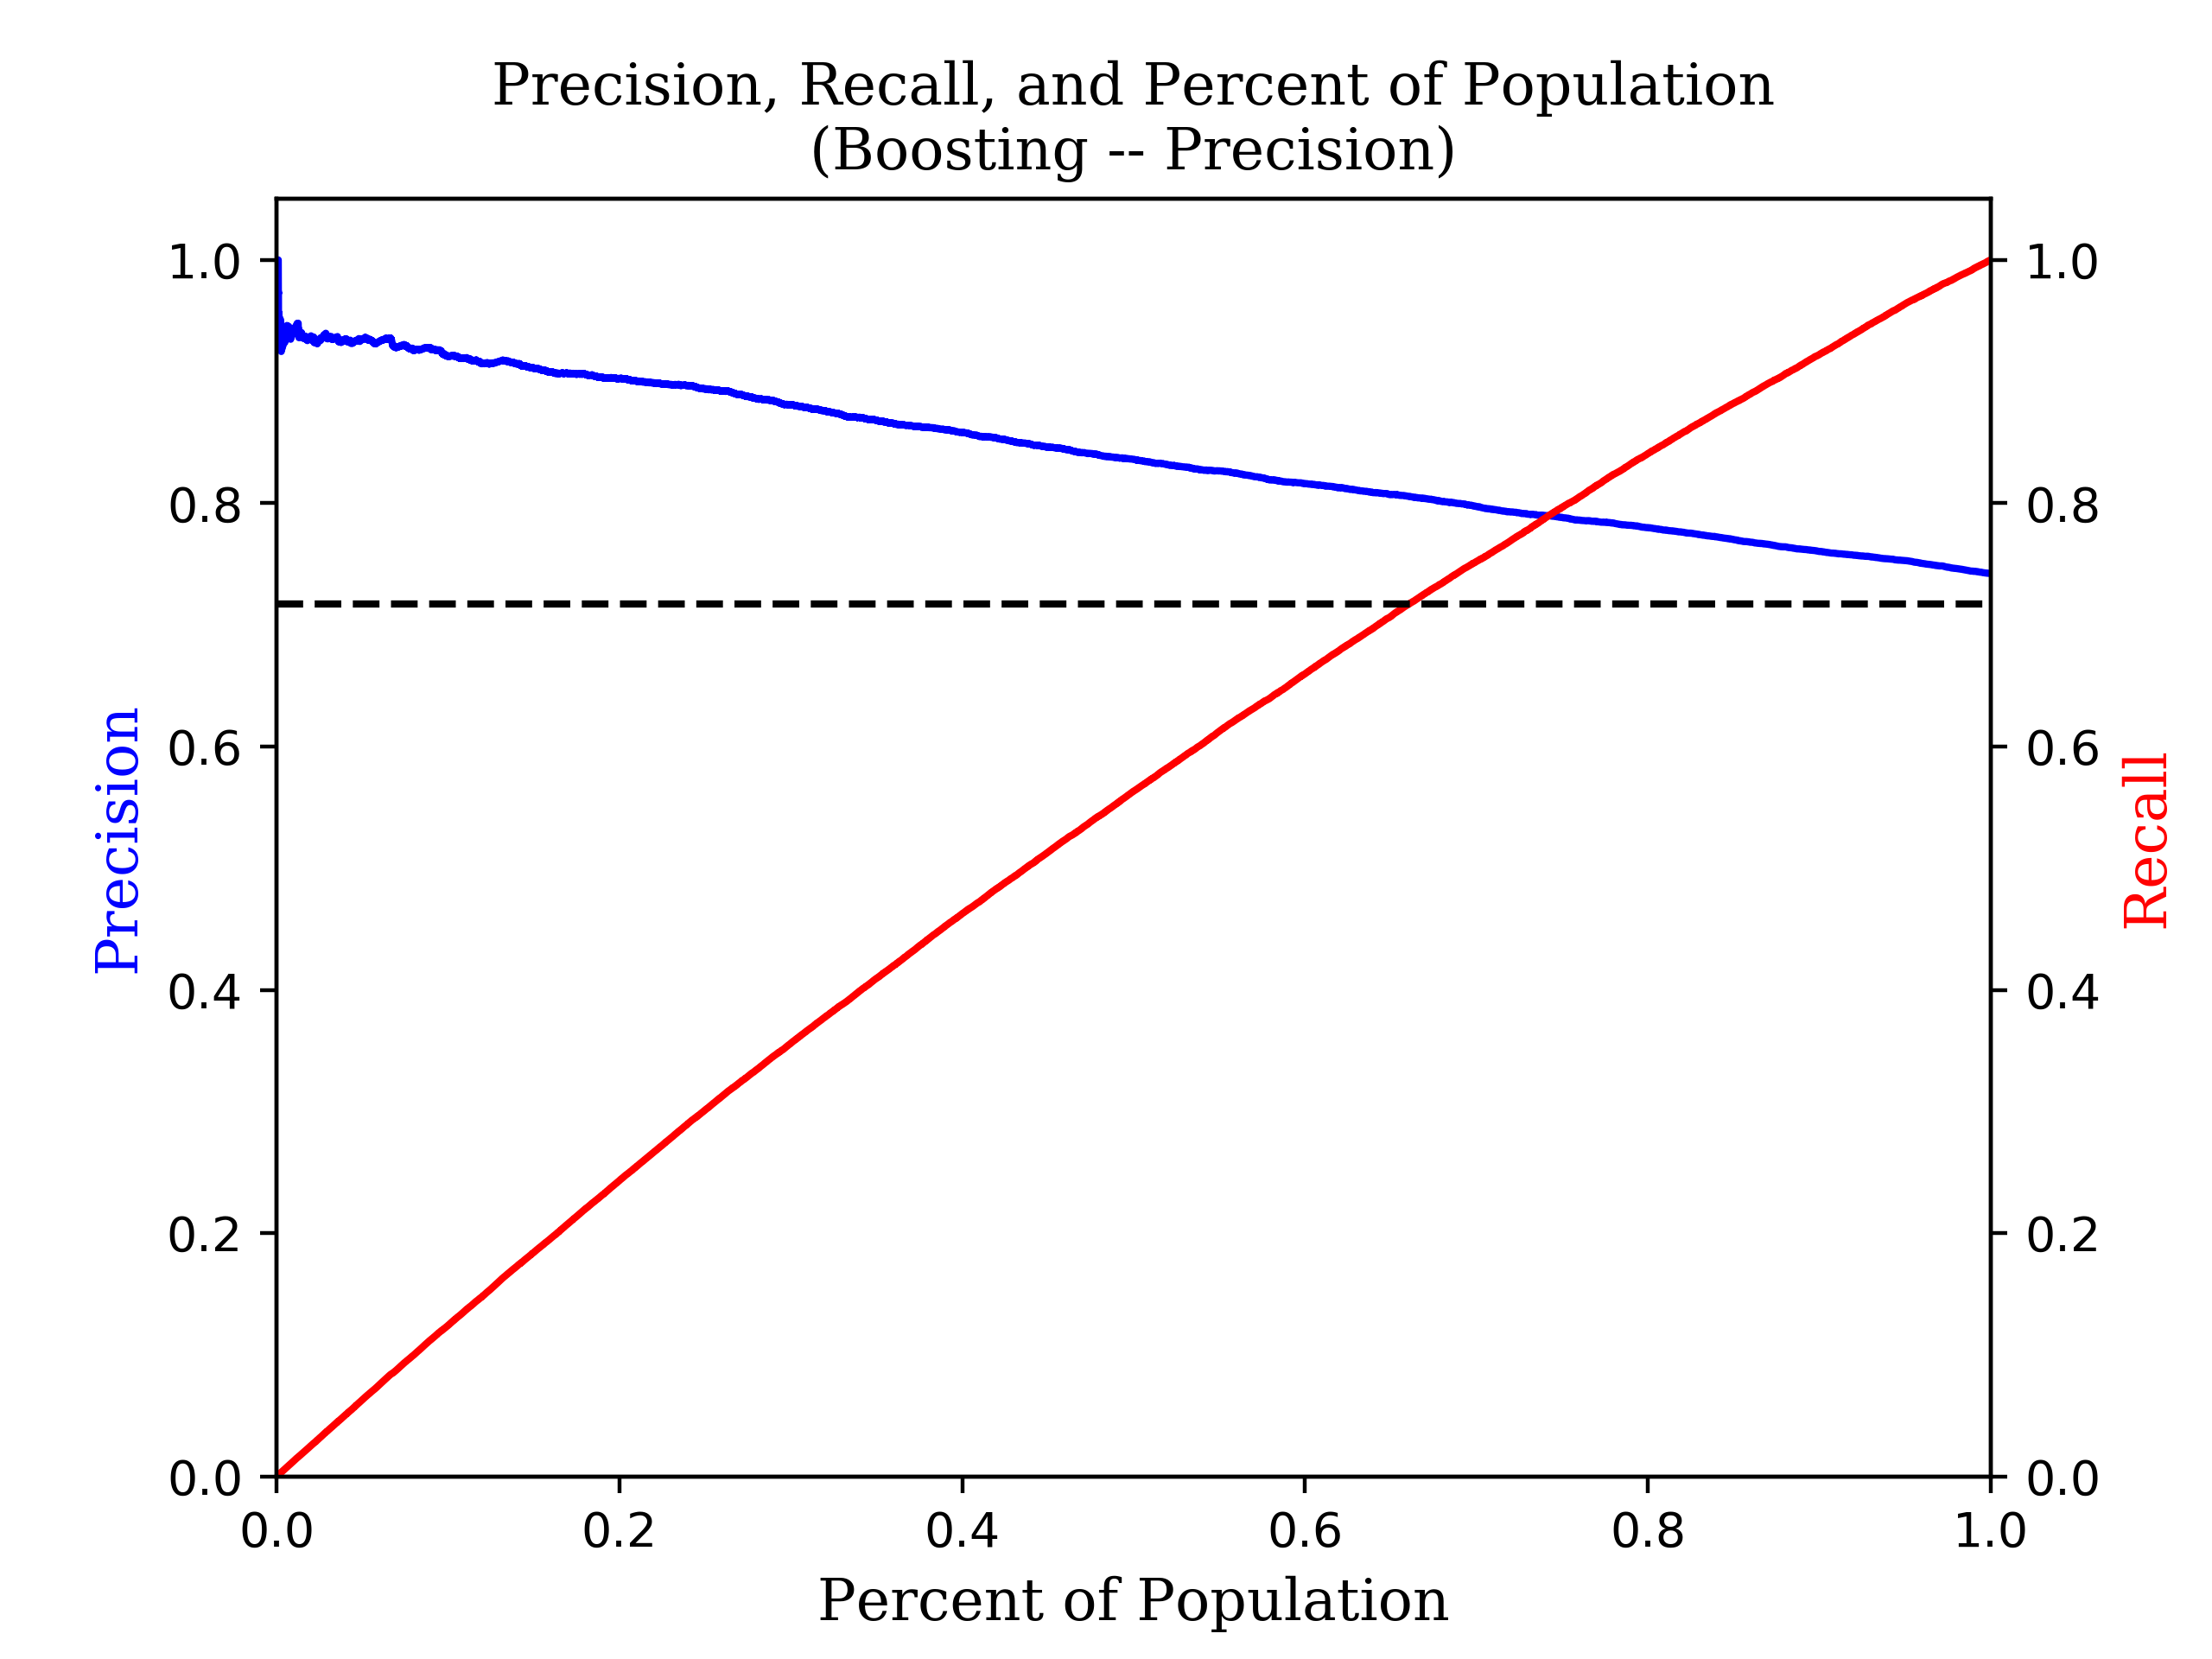 Precision, Recall, and Percent of Population
(Boosting -- Precision)
1.0
0.8
0.6
0.4
0.2
0.0
Precision
1.0
0.8
0.6
0.4
0.2
0.0
Recall
0.0 0.2 0.4 0.6 0.8 1.0
Percent of Population